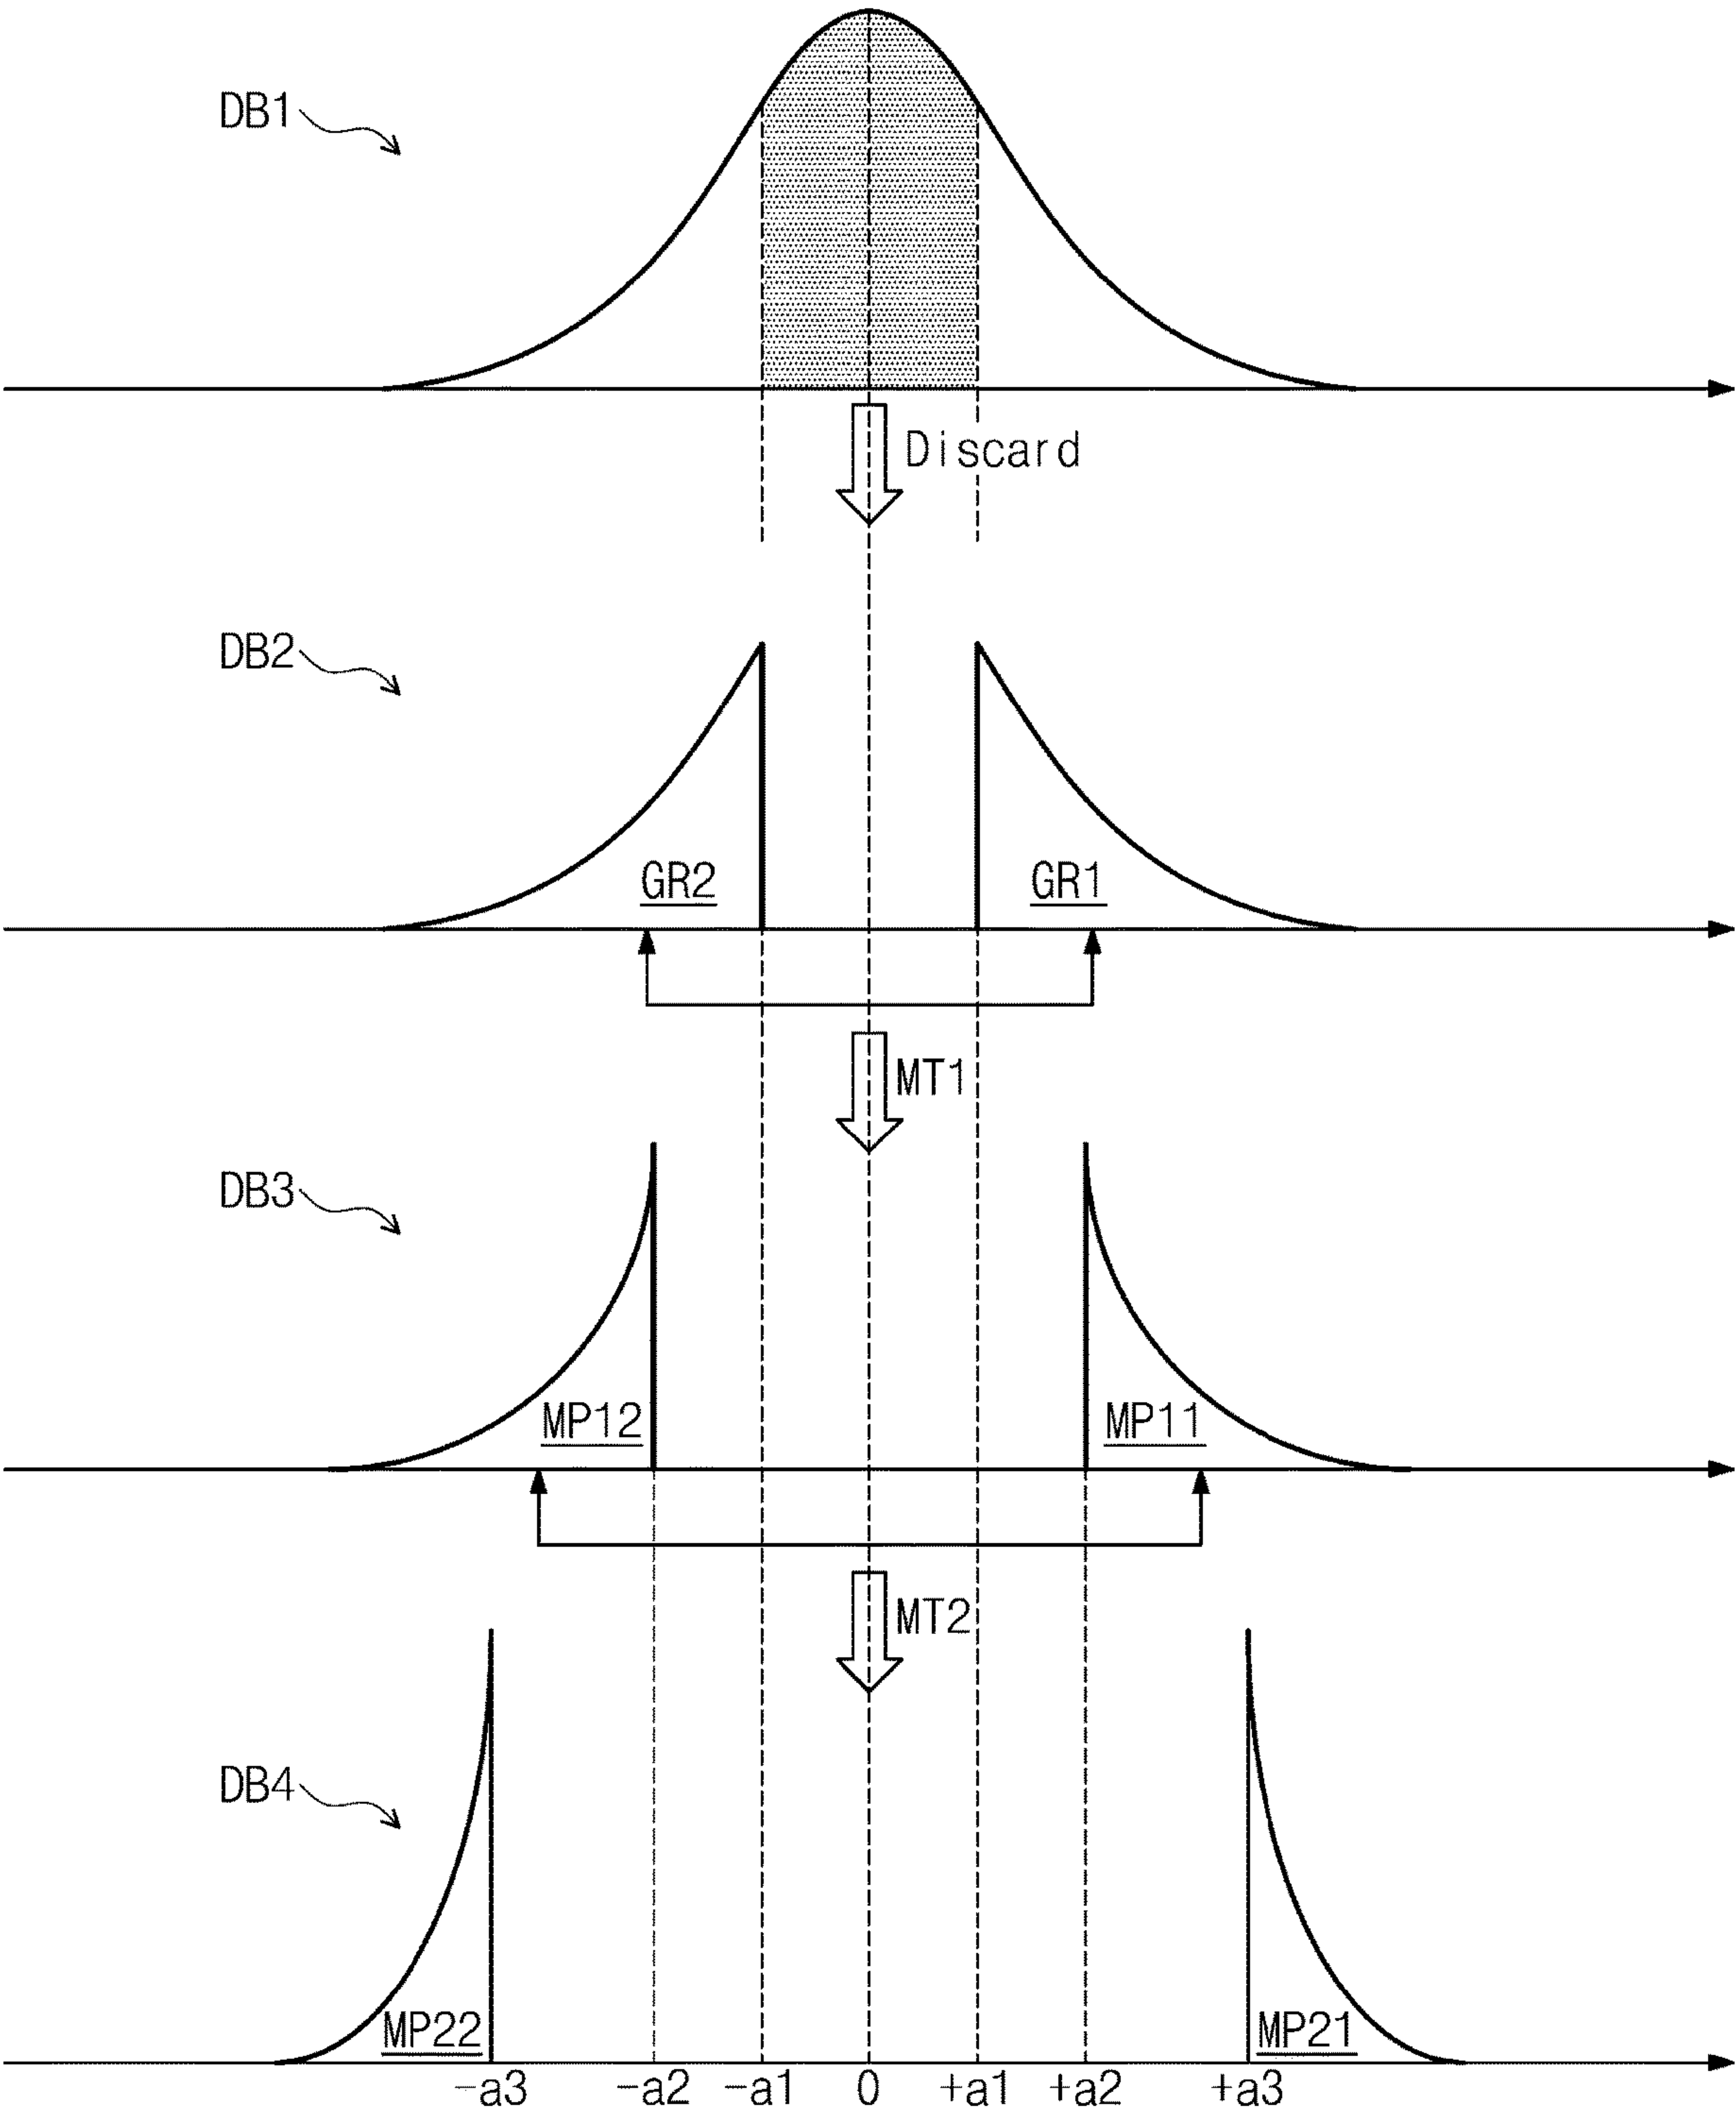 DB1
Discard
DB2
GR2 GR1
MT1
DB3
MP12 MP11
MT2
DB4
MP22 MP21
-a3 -a2 -a1 0 +a1 +a2 +a3